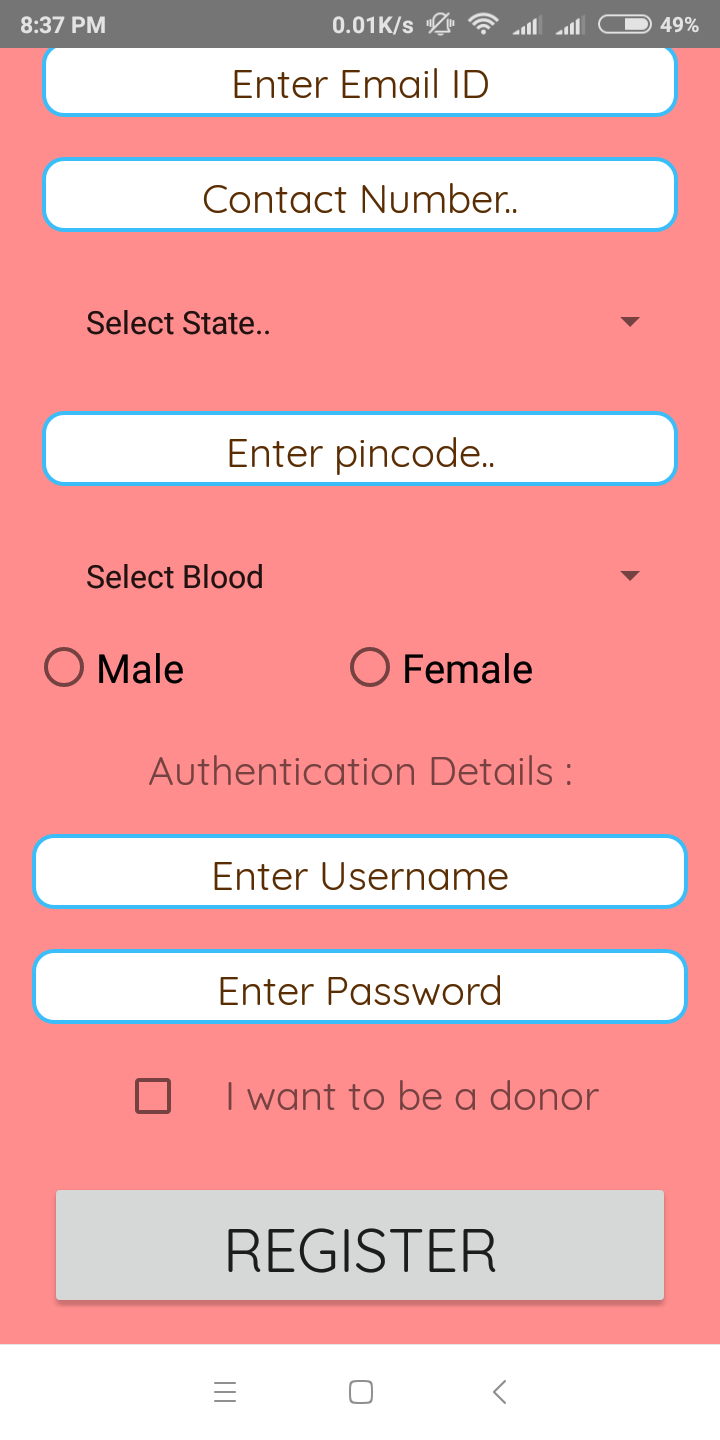 8:37 PM 0.01K/s 49%
Enter Email ID
Contact Number..
Select State..
Enter pincode..
Select Blood
Male Female
Authentication Details :
Enter Username
Enter Password
I want to be a donor
REGISTER